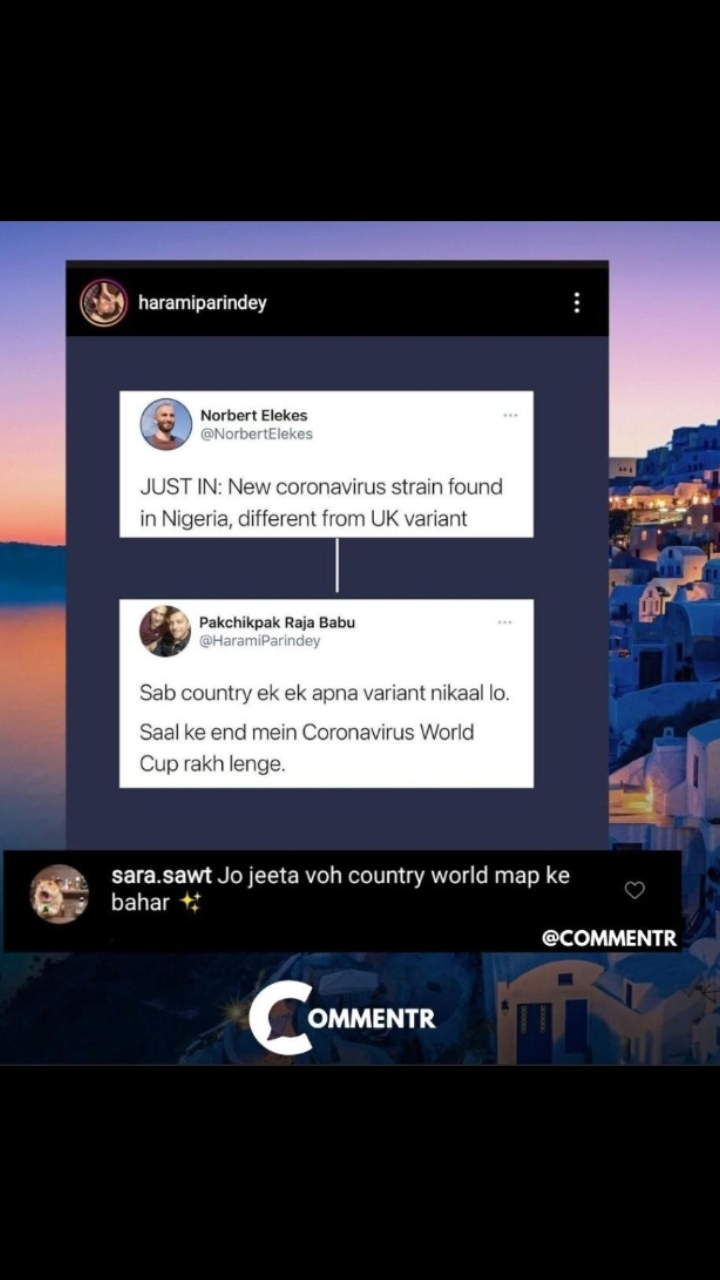 haramiparindey
Norbert Elekes
@NorbertElekes
JUST IN: New coronavirus strain found
in Nigeria, different from UK variant
Pakchikpak Raja Babu
@HaramiParindey
Sab country ek ek apna variant nikaal lo.
Saal ke end mein Coronavirus World
Cup rakh lenge.
sara.sawt Jo jeeta voh country world map ke
bahar ✨
@COMMENTR
COMMENTR